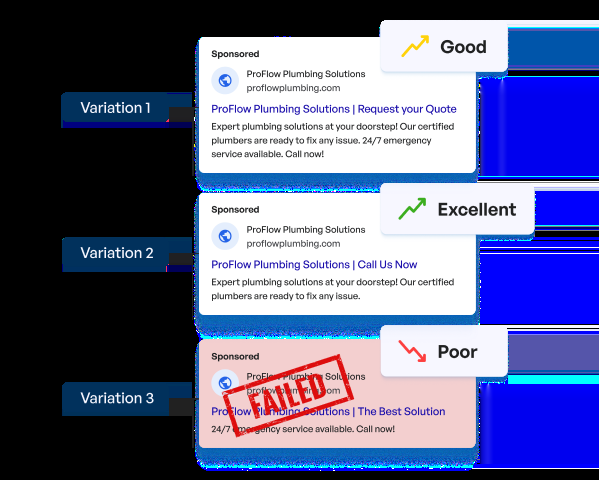 Good
Sponsored
ProFlow Plumbing Solutions
proflowplumbing.com
Variation 1
ProFlow Plumbing Solutions | Request your Quote
Expert plumbing solutions at your doorstep! Our certified
plumbers are ready to fix any issue. 24/7 emergency
service available. Call now!
Excellent
Sponsored
ProFlow Plumbing Solutions
proflowplumbing.com
Variation 2
ProFlow Plumbing Solutions | Call Us Now
Expert plumbing solutions at your doorstep! Our certified
plumbers are ready to fix any issue.
Poor
Sponsored
ProFlow Plumbing Solutions
proflowplumbing.com
FAILED
Variation 3
ProFlow Plumbing Solutions | The Best Solution
24/7 emergency service available. Call now!